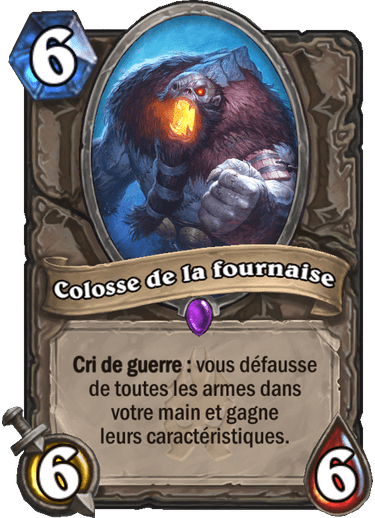 6
Colosse de la fournaise
Cri de guerre : vous défausse
de toutes les armes dans
votre main et gagne
leurs caractéristiques.
6
6